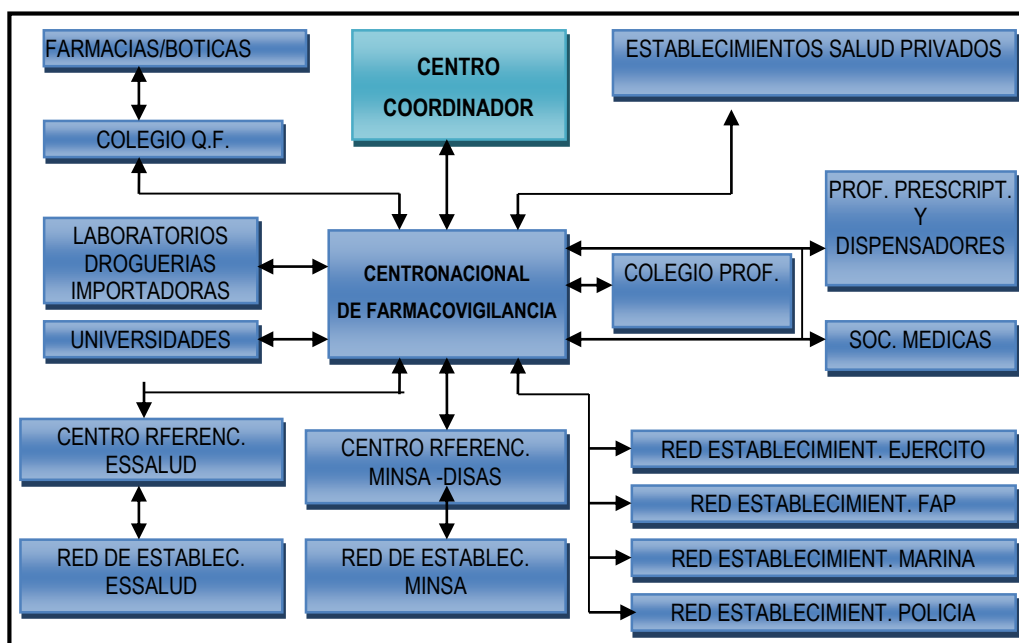 FARMACIAS/BOTICAS
CENTRO
COORDINADOR
ESTABLECIMIENTOS SALUD PRIVADOS
COLEGIO Q.F.
PROF. PRESCRIPT.
Y
DISPENSADORES
LABORATORIOS
DROGUERIAS
IMPORTADORAS
CENTRONACIONAL
DE FARMACOVIGILANCIA
COLEGIO PROF.
UNIVERSIDADES
SOC. MEDICAS
CENTRO RFERENC.
ESSALUD
CENTRO RFERENC.
MINSA -DISAS
RED ESTABLECIMIENT. EJERCITO
RED ESTABLECIMIENT. FAP
RED DE ESTABLEC.
ESSALUD
RED DE ESTABLEC.
MINSA
RED ESTABLECIMIENT. MARINA
RED ESTABLECIMIENT. POLICIA